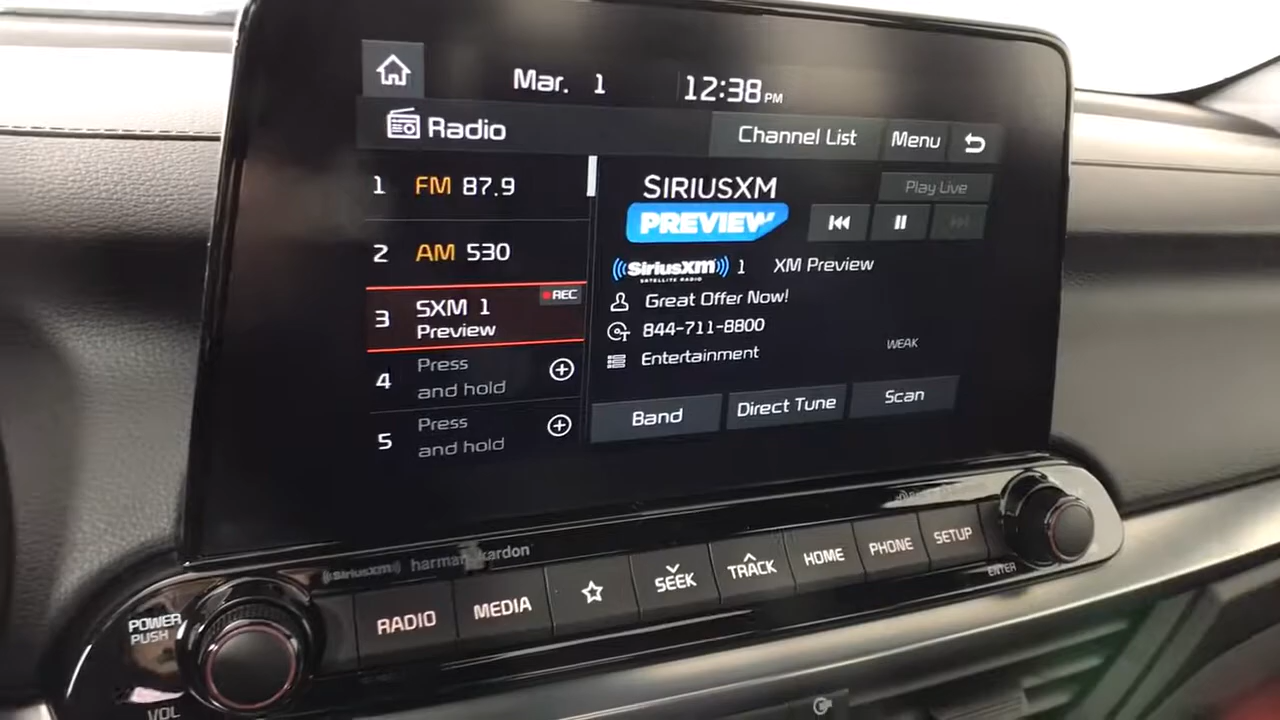 Mar. 1 12:38 PM
Radio Channel List Menu
1 FM 87.9
2 AM 530
3 SXM 1 REC
Preview
4 Press
and hold
5 Press
and hold
SIRIUSXM
PREVIEW
Play Live
SiriusXM 1 XM Preview
SATELLITE RADIO
Great Offer Now!
844-711-8800
Entertainment
WEAK
Band Direct Tune Scan
SiriusXM harman/kardon
POWER
PUSH
VOL
RADIO MEDIA SEEK TRACK HOME PHONE SETUP
ENTER